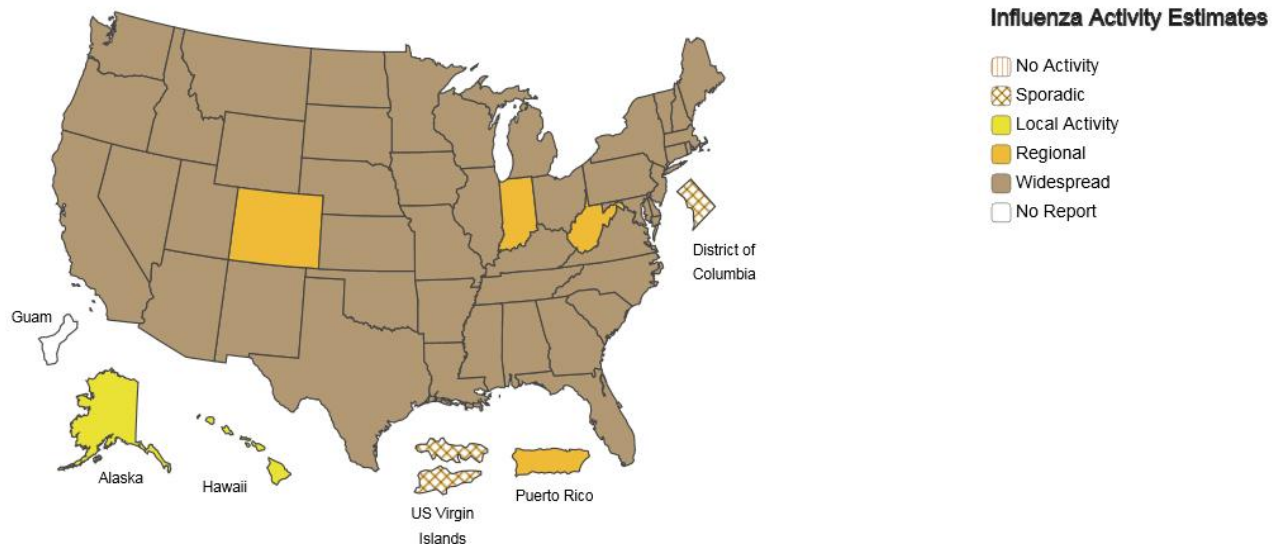 Influenza Activity Estimates
No Activity
Sporadic
Local Activity
Regional
Widespread
No Report
District of
Columbia
Guam
Alaska
Hawaii
US Virgin
Islands
Puerto Rico